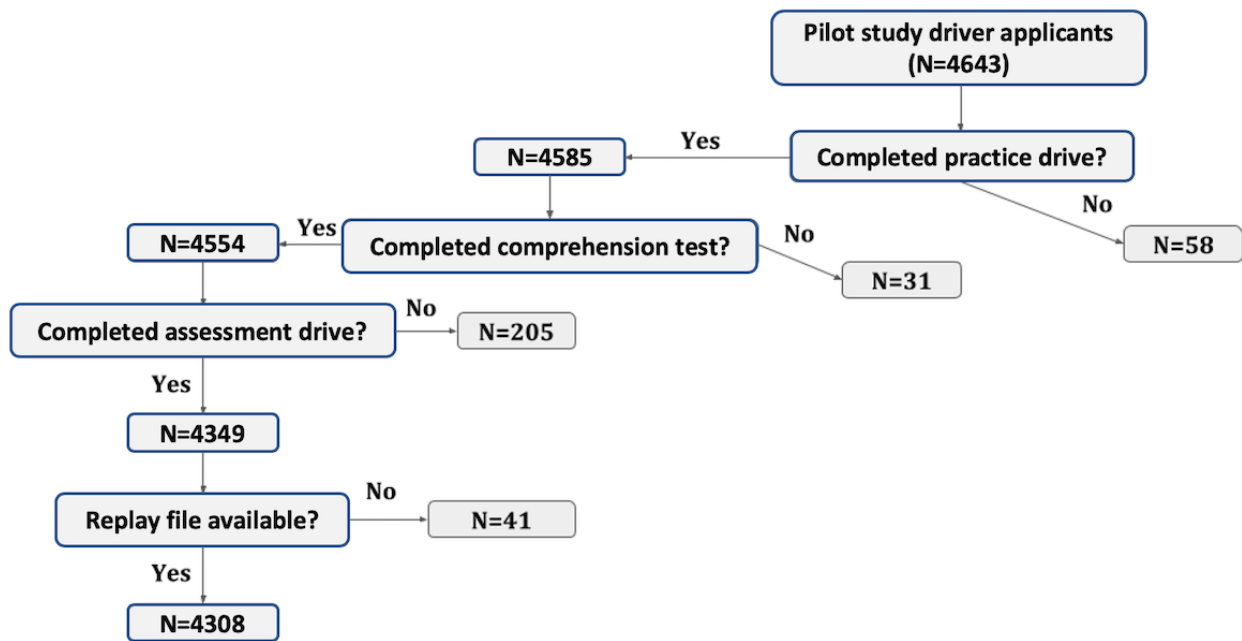 Pilot study driver applicants
(N=4643)
Completed practice drive?
Yes
N=4585
No
N=58
Completed comprehension test?
Yes
N=4554
No
N=31
Completed assessment drive?
No
N=205
Yes
N=4349
Replay file available?
No
N=41
Yes
N=4308